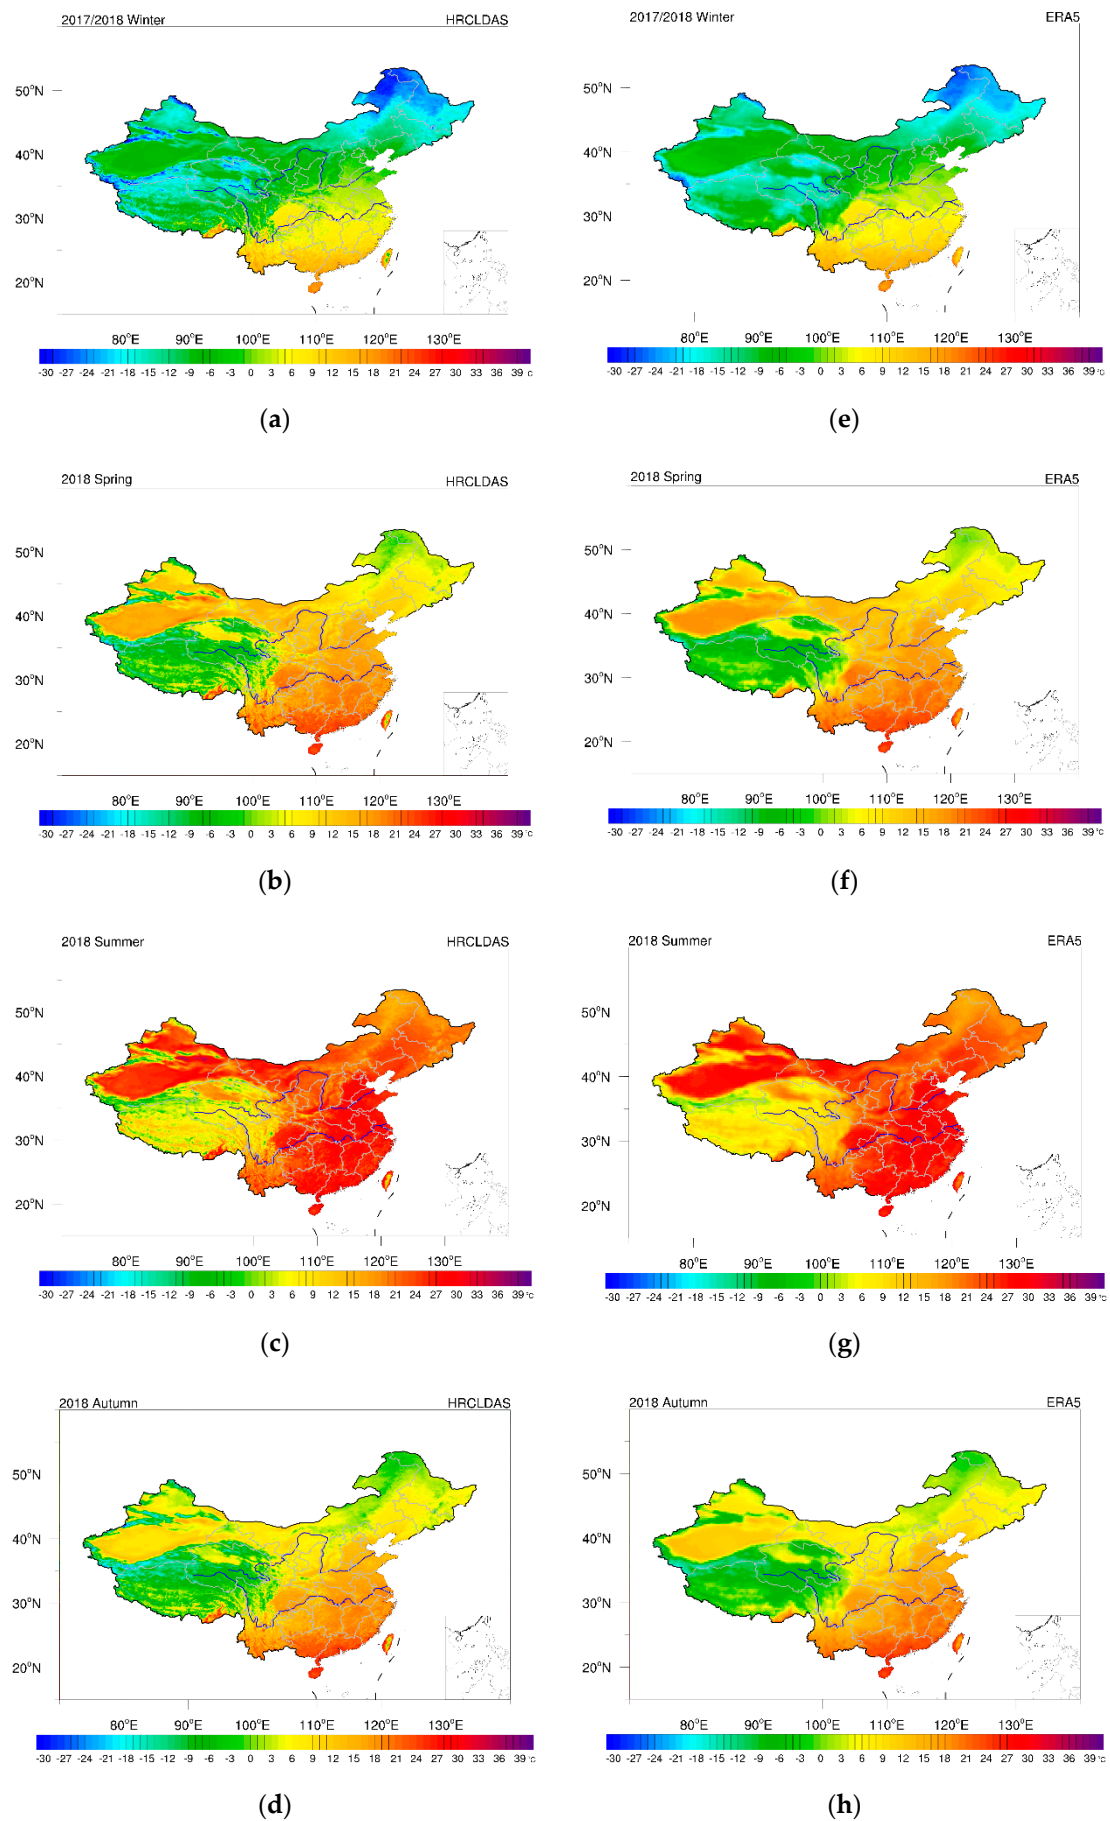 2017/2018 Winter HRCLDAS
50°N
40°N
30°N
20°N
80°E 90°E 100°E 110°E 120°E 130°E
-30 -27 -24 -21 -18 -15 -12 -9 -6 -3 0 3 6 9 12 15 18 21 24 27 30 33 36 39 °c
(a)
2017/2018 Winter ERA5
50°N
40°N
30°N
20°N
80°E 90°E 100°E 110°E 120°E 130°E
-30 -27 -24 -21 -18 -15 -12 -9 -6 -3 0 3 6 9 12 15 18 21 24 27 30 33 36 39 °c
(e)
2018 Spring HRCLDAS
50°N
40°N
30°N
20°N
80°E 90°E 100°E 110°E 120°E 130°E
-30 -27 -24 -21 -18 -15 -12 -9 -6 -3 0 3 6 9 12 15 18 21 24 27 30 33 36 39 °c
(b)
2018 Spring ERA5
50°N
40°N
30°N
20°N
80°E 90°E 100°E 110°E 120°E 130°E
-30 -27 -24 -21 -18 -15 -12 -9 -6 -3 0 3 6 9 12 15 18 21 24 27 30 33 36 39 °c
(f)
2018 Summer HRCLDAS
50°N
40°N
30°N
20°N
80°E 90°E 100°E 110°E 120°E 130°E
-30 -27 -24 -21 -18 -15 -12 -9 -6 -3 0 3 6 9 12 15 18 21 24 27 30 33 36 39 °c
(c)
2018 Summer ERA5
50°N
40°N
30°N
20°N
80°E 90°E 100°E 110°E 120°E 130°E
-30 -27 -24 -21 -18 -15 -12 -9 -6 -3 0 3 6 9 12 15 18 21 24 27 30 33 36 39 °c
(g)
2018 Autumn HRCLDAS
50°N
40°N
30°N
20°N
80°E 90°E 100°E 110°E 120°E 130°E
-30 -27 -24 -21 -18 -15 -12 -9 -6 -3 0 3 6 9 12 15 18 21 24 27 30 33 36 39 °c
(d)
2018 Autumn ERA5
50°N
40°N
30°N
20°N
80°E 90°E 100°E 110°E 120°E 130°E
-30 -27 -24 -21 -18 -15 -12 -9 -6 -3 0 3 6 9 12 15 18 21 24 27 30 33 36 39 °c
(h)